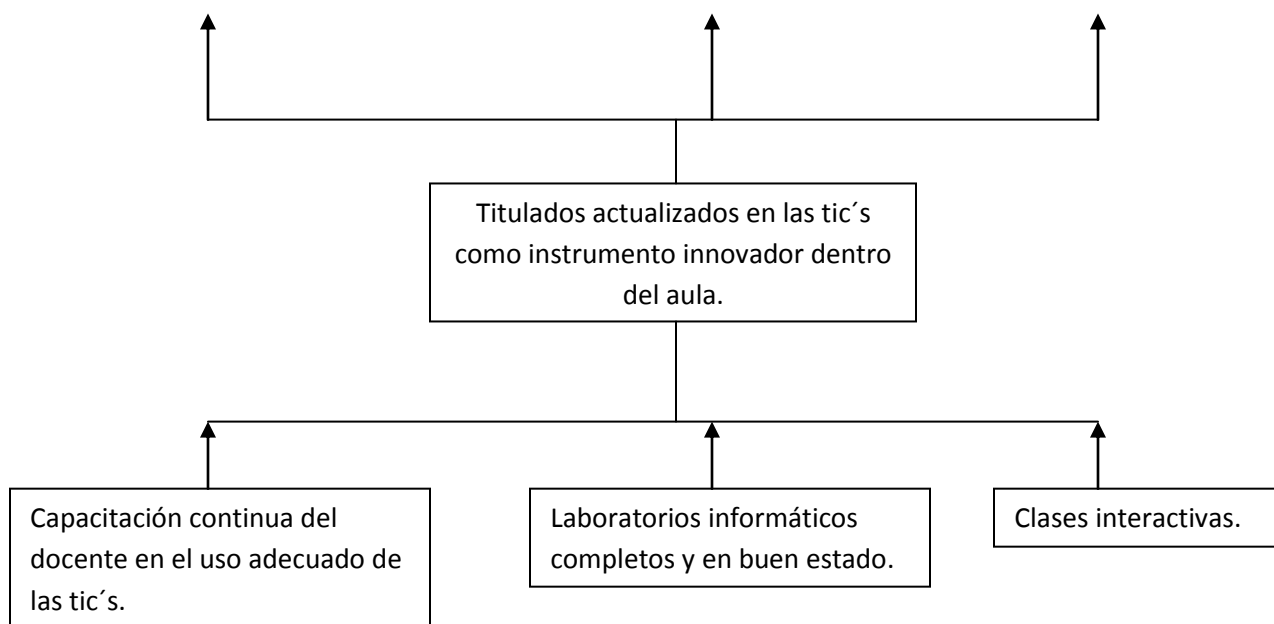 Titulados actualizados en las tic´s
como instrumento innovador dentro
del aula.
Capacitación continua del
docente en el uso adecuado de
las tic´s.
Laboratorios informáticos
completos y en buen estado.
Clases interactivas.